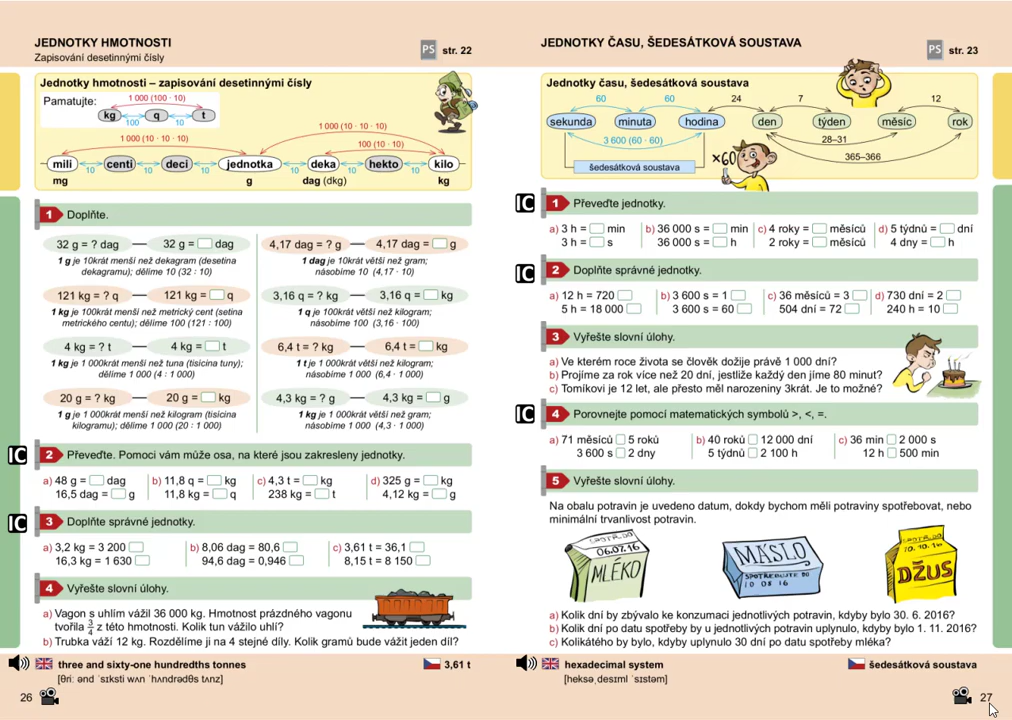 JEDNOTKY HMOTNOSTI
Zapisování desetinnými čísly
PS str. 22
Jednotky hmotnosti – zapisování desetinnými čísly
Pamatujte:
1 000 (100 · 10)
kg q t
100 10
1 000 (10 · 10 · 10)
1 000 (10 · 10 · 10)
100 (10 · 10)
mili centi deci jednotka deka hekto kilo
10 10 10 10 10 10
mg g dag (dkg) kg
1 Doplňte.
32 g = ? dag — 32 g = dag
1 g je 10krát menší než dekagram (desetina
dekagramu); dělíme 10 (32 : 10)
121 kg = ? q — 121 kg = q
1 kg je 100krát menší než metrický cent (setina
metrického centu); dělíme 100 (121 : 100)
4 kg = ? t — 4 kg = t
1 kg je 1 000krát menší než tuna (tisícina tuny);
dělíme 1 000 (4 : 1 000)
20 g = ? kg — 20 g = kg
1 g je 1 000krát menší než kilogram (tisícina
kilogramu); dělíme 1 000 (20 : 1 000)
4,17 dag = ? g — 4,17 dag = g
1 dag je 10krát větší než gram;
násobíme 10 (4,17 · 10)
3,16 q = ? kg — 3,16 q = kg
1 q je 100krát větší než kilogram;
násobíme 100 (3,16 · 100)
6,4 t = ? kg — 6,4 t = kg
1 t je 1 000krát větší než kilogram;
násobíme 1 000 (6,4 · 1 000)
4,3 kg = ? g — 4,3 kg = g
1 kg je 1 000krát větší než gram;
násobíme 1 000 (4,3 · 1 000)
IC 2 Převeďte. Pomoci vám může osa, na které jsou zakresleny jednotky.
a) 48 g = dag b) 11,8 q = kg c) 4,3 t = kg d) 325 g = kg
16,5 dag = g 11,8 kg = q 238 kg = t 4,12 kg = g
IC 3 Doplňte správné jednotky.
a) 3,2 kg = 3 200 b) 8,06 dag = 80,6 c) 3,61 t = 36,1
16,3 kg = 1 630 94,6 dag = 0,946 8,15 t = 8 150
4 Vyřešte slovní úlohy.
a) Vagon s uhlím vážil 36 000 kg. Hmotnost prázdného vagonu
tvořila 3/4 z této hmotnosti. Kolik tun vážilo uhlí?
b) Trubka váží 12 kg. Rozdělíme ji na 4 stejné díly. Kolik gramů bude vážit jeden díl?
three and sixty-one hundredths tonnes 3,61 t
[θriː ənd ˈsɪksti wʌn ˈhʌndrədθs tʌnz]
26
JEDNOTKY ČASU, ŠEDESÁTKOVÁ SOUSTAVA
PS str. 23
Jednotky času, šedesátková soustava
60 60 24 7 12
sekunda minuta hodina den týden měsíc rok
3 600 (60 · 60) 28–31
365–366
šedesátková soustava
×60
IC 1 Převeďte jednotky.
a) 3 h = min b) 36 000 s = min c) 4 roky = měsíců d) 5 týdnů = dní
3 h = s 36 000 s = h 2 roky = měsíců 4 dny = h
IC 2 Doplňte správné jednotky.
a) 12 h = 720 b) 3 600 s = 1 c) 36 měsíců = 3 d) 730 dní = 2
5 h = 18 000 3 600 s = 60 504 dní = 72 240 h = 10
3 Vyřešte slovní úlohy.
a) Ve kterém roce života se člověk dožije právě 1 000 dní?
b) Projíme za rok více než 20 dní, jestliže každý den jíme 80 minut?
c) Tomíkovi je 12 let, ale přesto měl narozeniny 3krát. Je to možné?
IC 4 Porovnejte pomocí matematických symbolů >, <, =.
a) 71 měsíců 5 roků b) 40 roků 12 000 dní c) 36 min 2 000 s
3 600 s 2 dny 5 týdnů 2 100 h 12 h 500 min
5 Vyřešte slovní úlohy.
Na obalu potravin je uvedeno datum, dokdy bychom měli potraviny spotřebovat, nebo
minimální trvanlivost potravin.
SPOTŘ. DO
06.07.16
MLÉKO
MÁSLO
SPOTŘEBUJTE DO
10 08 16
SPOTŘ. DO
10. 10. 16
DŽUS
a) Kolik dní by zbývalo ke konzumaci jednotlivých potravin, kdyby bylo 30. 6. 2016?
b) Kolik dní po datu spotřeby by u jednotlivých potravin uplynulo, kdyby bylo 1. 11. 2016?
c) Kolikátého by bylo, kdyby uplynulo 30 dní po datu spotřeby mléka?
hexadecimal system šedesátková soustava
[heksəˌdesɪml ˈsɪstəm]
27